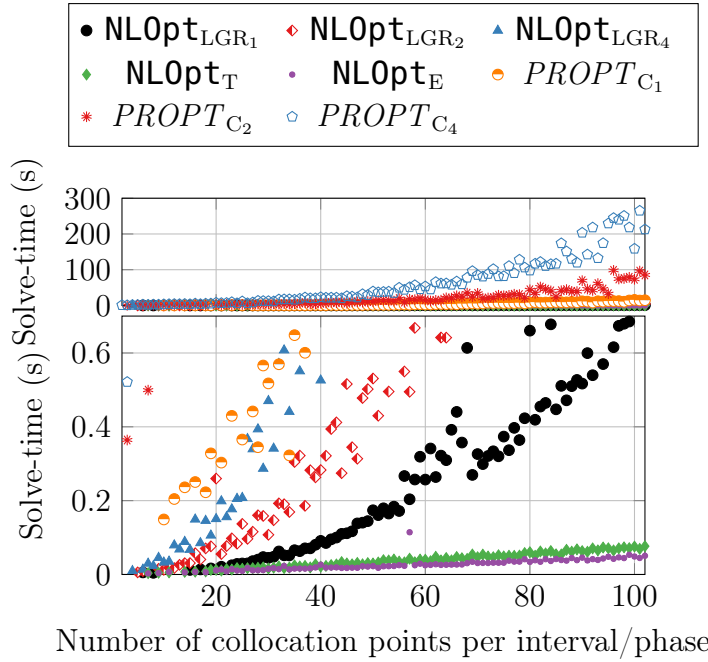 NLOpt_LGR₁ NLOpt_LGR₂ NLOpt_LGR₄
NLOpt_T NLOpt_E PROPT_C₁
PROPT_C₂ PROPT_C₄
Solve-time (s)
300
200
100
0
Solve-time (s)
0.6
0.4
0.2
0
20 40 60 80 100
Number of collocation points per interval/phase